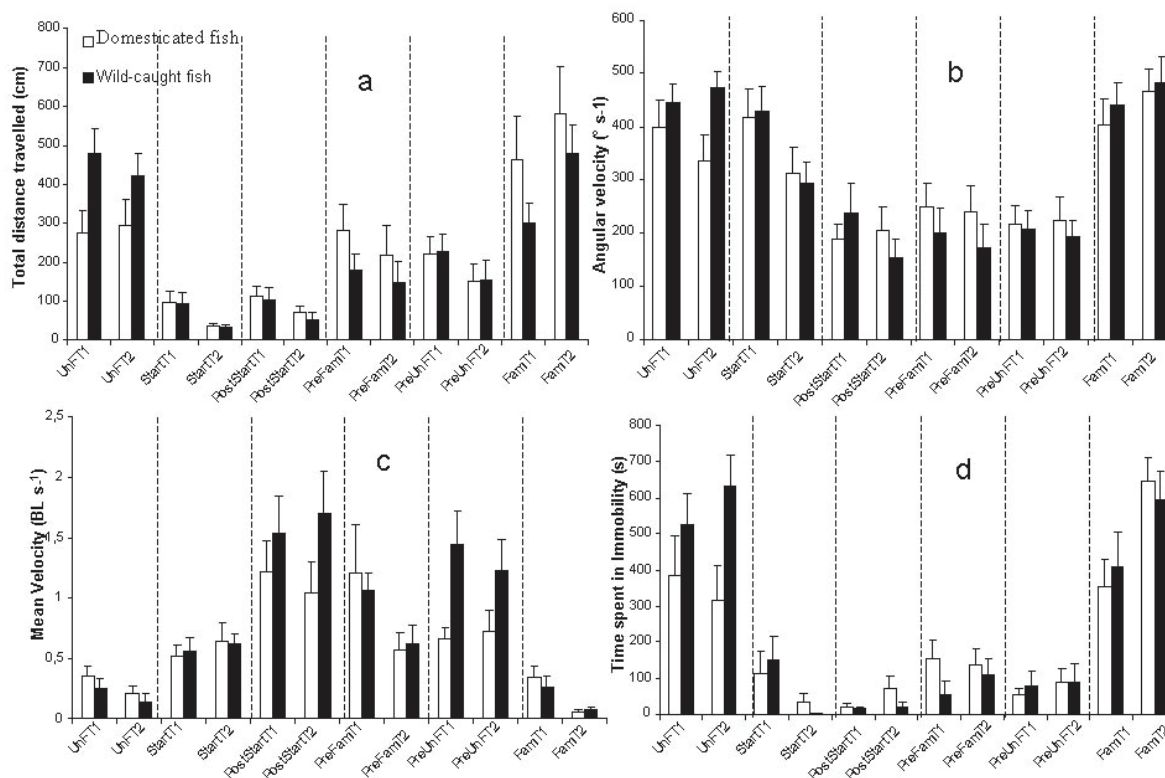 Domesticated fish
Wild-caught fish
a
Total distance travelled (cm)
800
700
600
500
400
300
200
100
0
UnFT1
UnFT2
StartT1
StartT2
PostStartT1
PostStartT2
PreFamT1
PreFamT2
PreUnFT1
PreUnFT2
FamT1
FamT2
b
Angular velocity (° s-1)
600
500
400
300
200
100
0
UnFT1
UnFT2
StartT1
StartT2
PostStartT1
PostStartT2
PreFamT1
PreFamT2
PreUnFT1
PreUnFT2
FamT1
FamT2
c
Mean Velocity (BL s-1)
2,5
2
1,5
1
0,5
0
UnFT1
UnFT2
StartT1
StartT2
PostStartT1
PostStartT2
PreFamT1
PreFamT2
PreUnFT1
PreUnFT2
FamT1
FamT2
d
Time spent in Immobility (s)
800
700
600
500
400
300
200
100
0
UnFT1
UnFT2
StartT1
StartT2
PostStartT1
PostStartT2
PreFamT1
PreFamT2
PreUnFT1
PreUnFT2
FamT1
FamT2